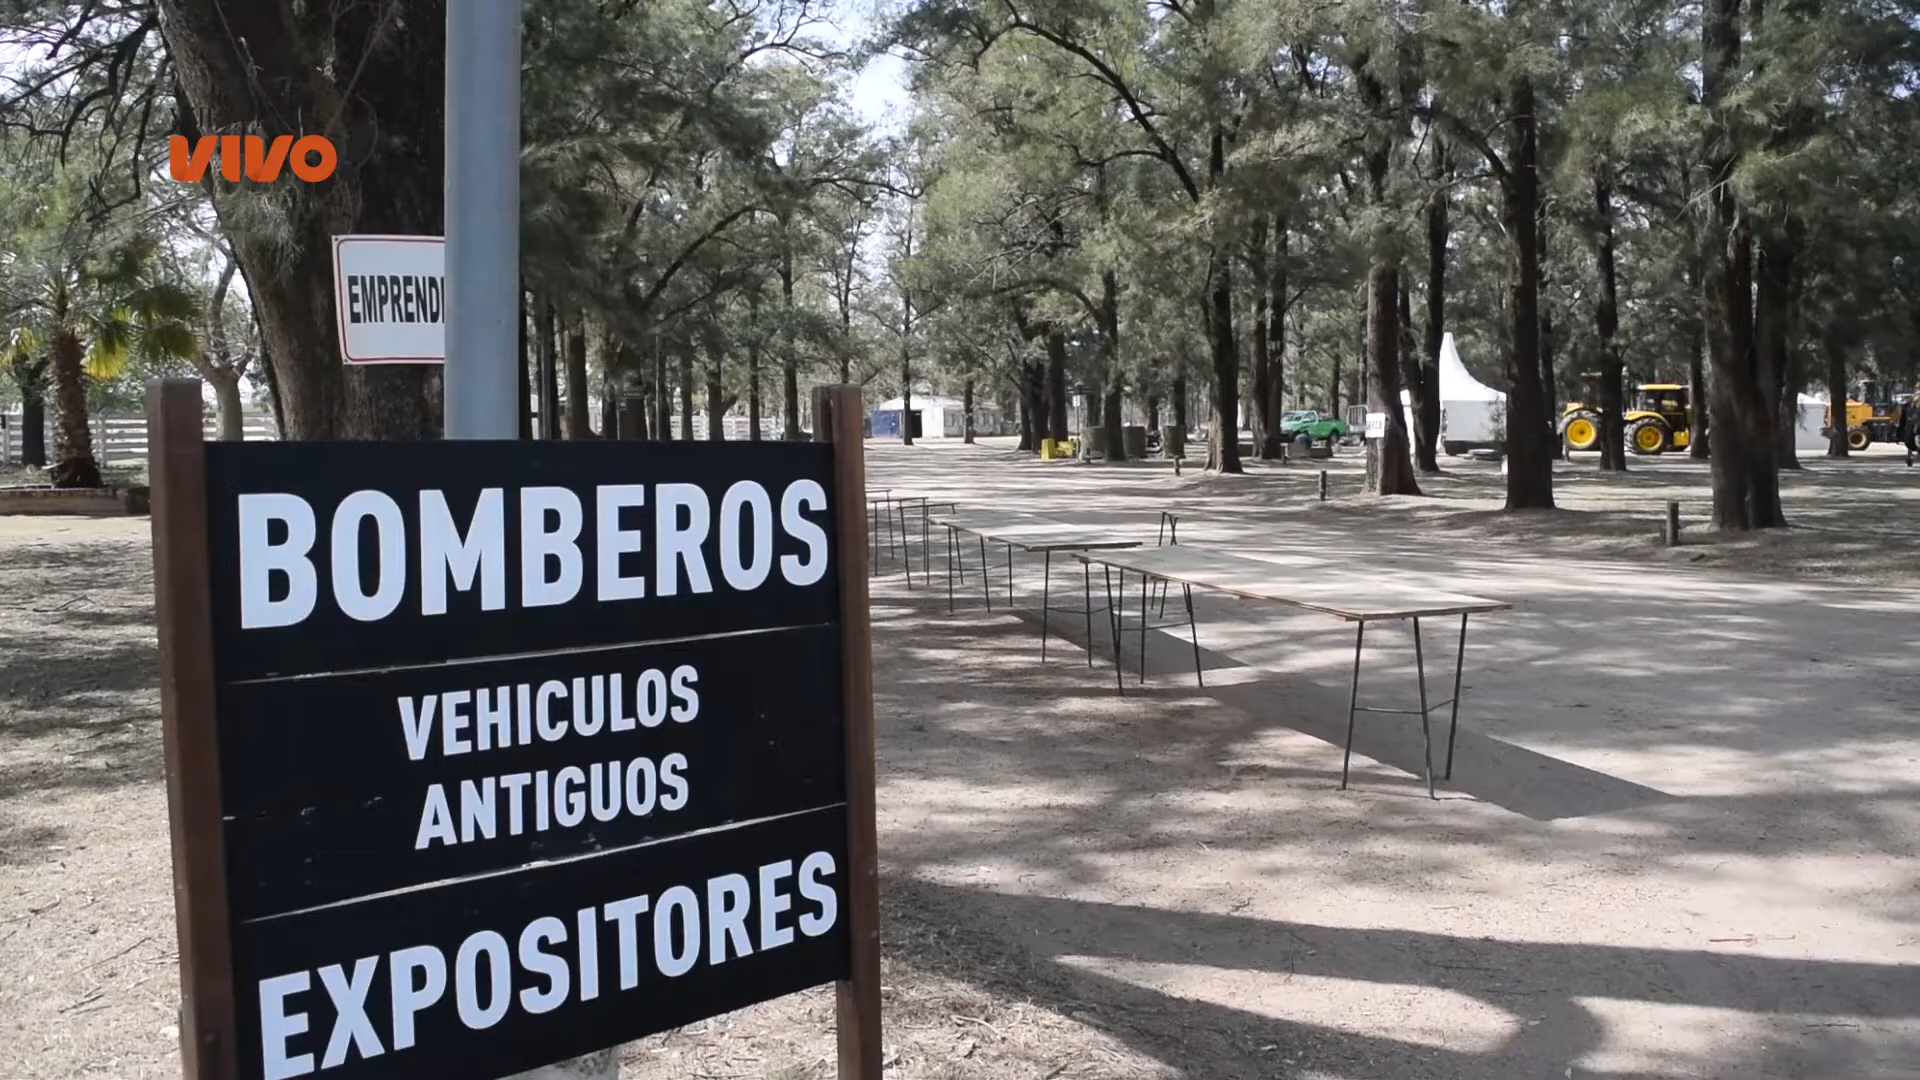 VIVO
EMPRENDI
BOMBEROS
VEHICULOS
ANTIGUOS
EXPOSITORES